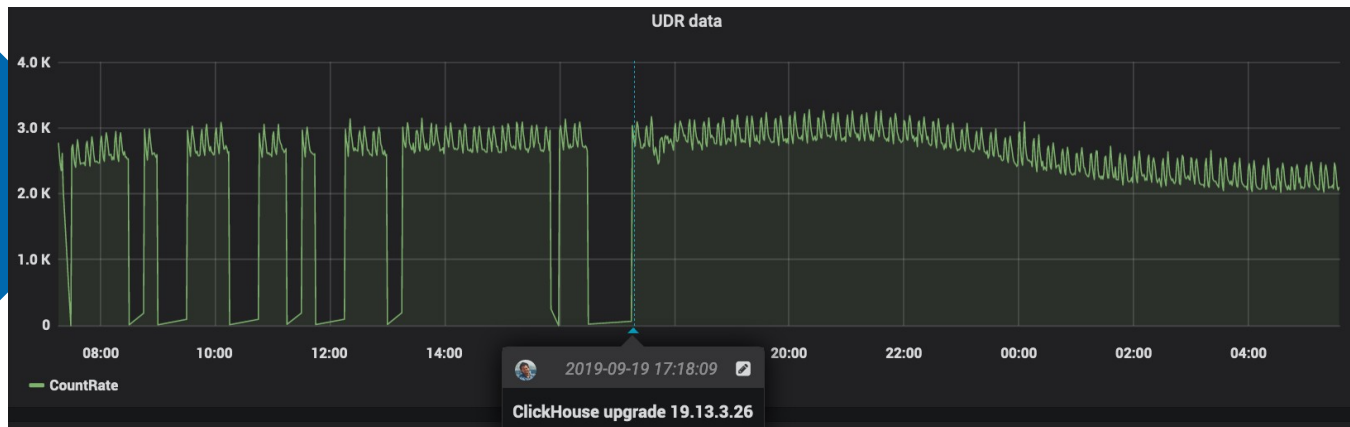 UDR data
4.0 K
3.0 K
2.0 K
1.0 K
0
08:00 10:00 12:00 14:00 20:00 22:00 00:00 02:00 04:00
2019-09-19 17:18:09
CountRate
ClickHouse upgrade 19.13.3.26